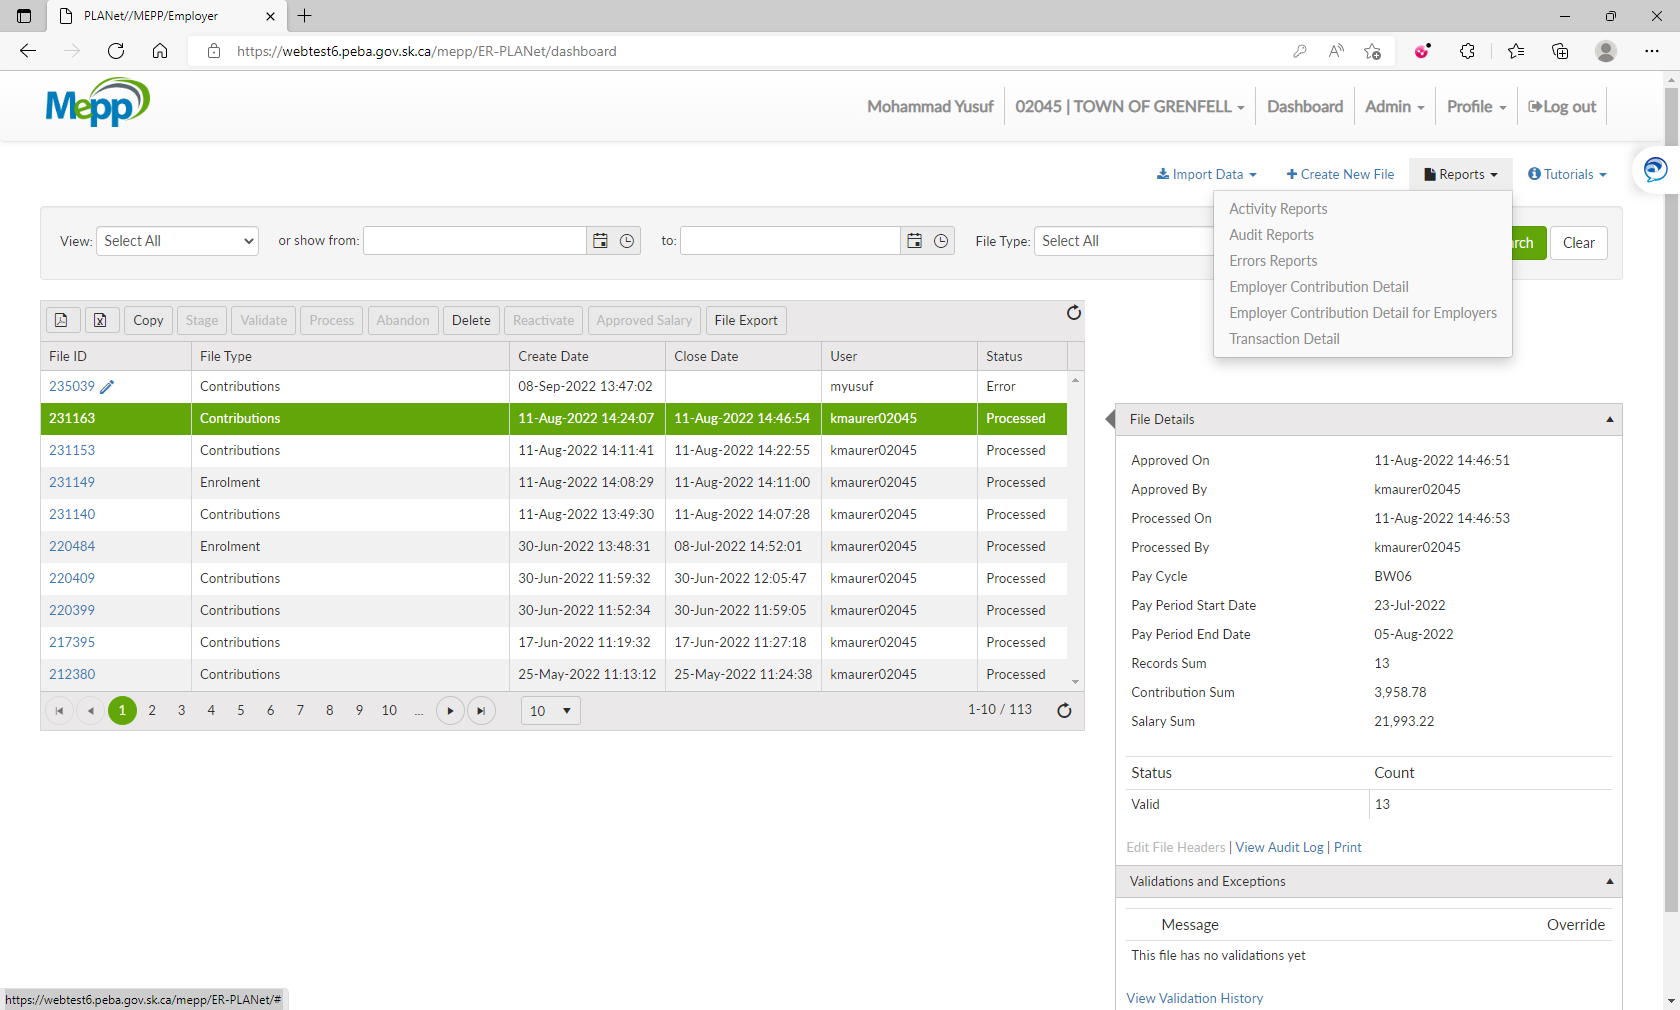 PLANet//MEPP/Employer
https://webtest6.peba.gov.sk.ca/mepp/ER-PLANet/dashboard
Mepp
Mohammad Yusuf
02045 | TOWN OF GRENFELL
Dashboard
Admin
Profile
Log out
Import Data
Create New File
Reports
Tutorials
Activity Reports
Audit Reports
Errors Reports
Employer Contribution Detail
Employer Contribution Detail for Employers
Transaction Detail
View: Select All or show from: to: File Type: Select All rch Clear
Copy Stage Validate Process Abandon Delete Reactivate Approved Salary File Export
File ID File Type Create Date Close Date User Status
235039 Contributions 08-Sep-2022 13:47:02 myusuf Error
231163 Contributions 11-Aug-2022 14:24:07 11-Aug-2022 14:46:54 kmaurer02045 Processed
231153 Contributions 11-Aug-2022 14:11:41 11-Aug-2022 14:22:55 kmaurer02045 Processed
231149 Enrolment 11-Aug-2022 14:08:29 11-Aug-2022 14:11:00 kmaurer02045 Processed
231140 Contributions 11-Aug-2022 13:49:30 11-Aug-2022 14:07:28 kmaurer02045 Processed
220484 Enrolment 30-Jun-2022 13:48:31 08-Jul-2022 14:52:01 kmaurer02045 Processed
220409 Contributions 30-Jun-2022 11:59:32 30-Jun-2022 12:05:47 kmaurer02045 Processed
220399 Contributions 30-Jun-2022 11:52:34 30-Jun-2022 11:59:05 kmaurer02045 Processed
217395 Contributions 17-Jun-2022 11:19:32 17-Jun-2022 11:27:18 kmaurer02045 Processed
212380 Contributions 25-May-2022 11:13:12 25-May-2022 11:24:38 kmaurer02045 Processed
1 2 3 4 5 6 7 8 9 10 ... 10 1-10 / 113
File Details
Approved On 11-Aug-2022 14:46:51
Approved By kmaurer02045
Processed On 11-Aug-2022 14:46:53
Processed By kmaurer02045
Pay Cycle BW06
Pay Period Start Date 23-Jul-2022
Pay Period End Date 05-Aug-2022
Records Sum 13
Contribution Sum 3,958.78
Salary Sum 21,993.22
Status Count
Valid 13
Edit File Headers | View Audit Log | Print
Validations and Exceptions
Message Override
This file has no validations yet
View Validation History
https://webtest6.peba.gov.sk.ca/mepp/ER-PLANet/#